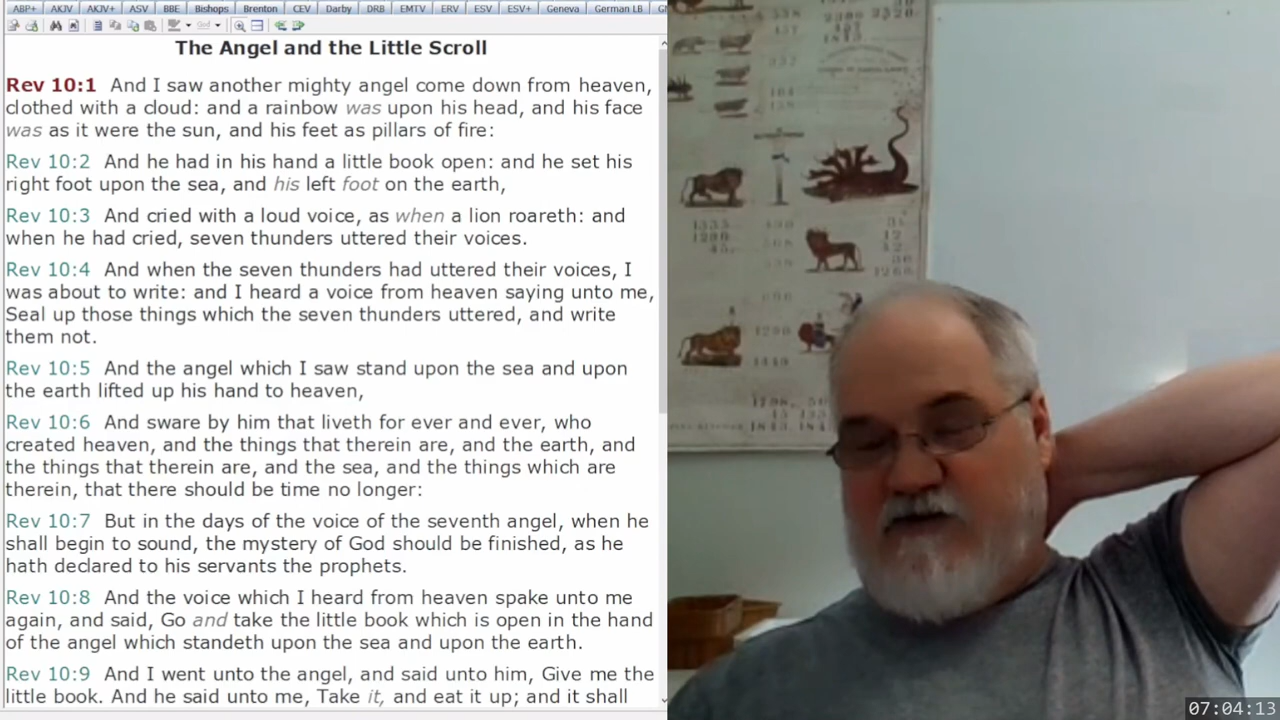 ABP+ AKJV AKJV+ ASV BBE Bishops Brenton CEV Darby DRB EMTV ERV ESV ESV+ Geneva German LB
The Angel and the Little Scroll
Rev 10:1 And I saw another mighty angel come down from heaven,
clothed with a cloud: and a rainbow was upon his head, and his face
was as it were the sun, and his feet as pillars of fire:
Rev 10:2 And he had in his hand a little book open: and he set his
right foot upon the sea, and his left foot on the earth,
Rev 10:3 And cried with a loud voice, as when a lion roareth: and
when he had cried, seven thunders uttered their voices.
Rev 10:4 And when the seven thunders had uttered their voices, I
was about to write: and I heard a voice from heaven saying unto me,
Seal up those things which the seven thunders uttered, and write
them not.
Rev 10:5 And the angel which I saw stand upon the sea and upon
the earth lifted up his hand to heaven,
Rev 10:6 And sware by him that liveth for ever and ever, who
created heaven, and the things that therein are, and the earth, and
the things that therein are, and the sea, and the things which are
therein, that there should be time no longer:
Rev 10:7 But in the days of the voice of the seventh angel, when he
shall begin to sound, the mystery of God should be finished, as he
hath declared to his servants the prophets.
Rev 10:8 And the voice which I heard from heaven spake unto me
again, and said, Go and take the little book which is open in the hand
of the angel which standeth upon the sea and upon the earth.
Rev 10:9 And I went unto the angel, and said unto him, Give me the
little book. And he said unto me, Take it, and eat it up; and it shall
457
1335
1290
45
1260
07:04:13